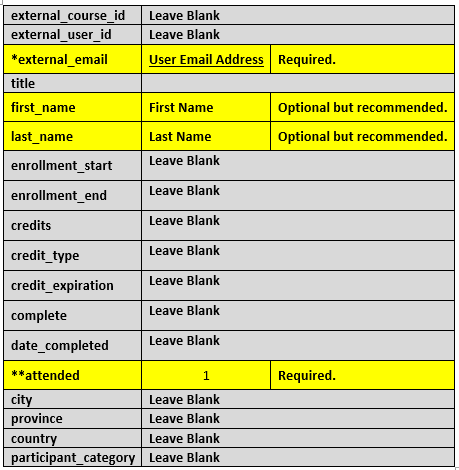 external_course_id Leave Blank
external_user_id Leave Blank
*external_email User Email Address Required.
title
first_name First Name Optional but recommended.
last_name Last Name Optional but recommended.
enrollment_start Leave Blank
enrollment_end Leave Blank
credits Leave Blank
credit_type Leave Blank
credit_expiration Leave Blank
complete Leave Blank
date_completed Leave Blank
**attended 1 Required.
city Leave Blank
province Leave Blank
country Leave Blank
participant_category Leave Blank